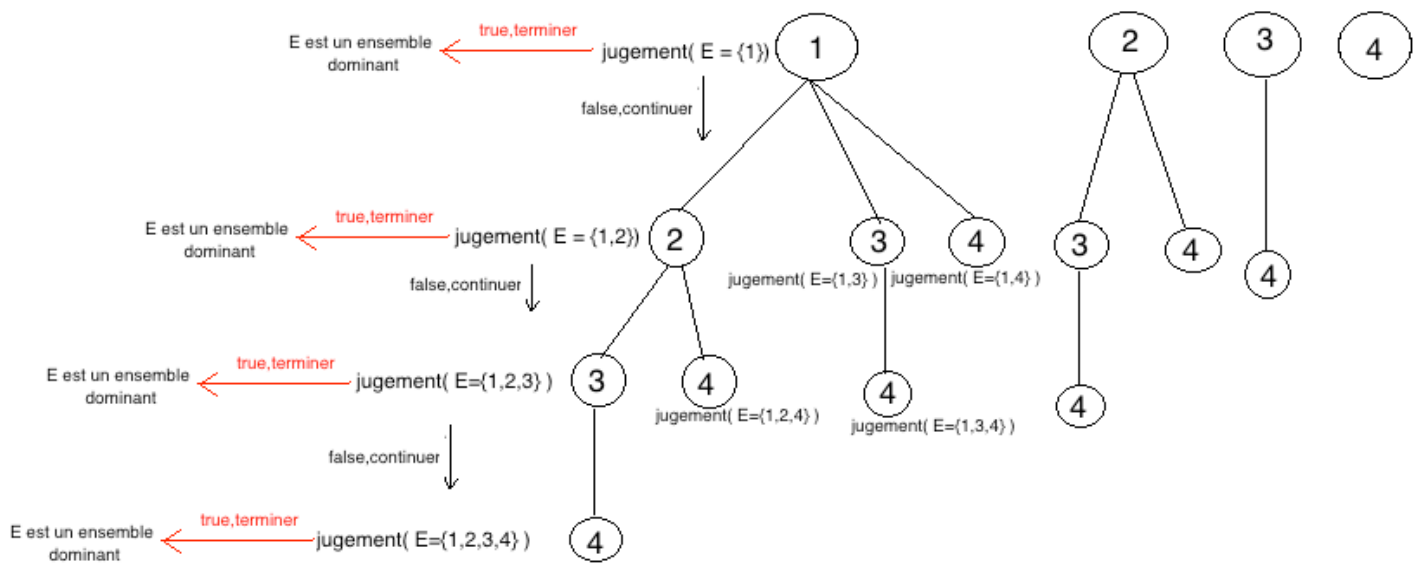 true,terminer
E est un ensemble
dominant
jugement( E = {1})
1
2
3
4
false,continuer
true,terminer
E est un ensemble
dominant
jugement( E = {1,2})
2
3
4
3
4
jugement( E={1,3} )
jugement( E={1,4} )
4
false,continuer
true,terminer
E est un ensemble
dominant
jugement( E={1,2,3} )
3
4
jugement( E={1,2,4} )
4
jugement( E={1,3,4} )
4
false,continuer
true,terminer
E est un ensemble
dominant
jugement( E={1,2,3,4} )
4